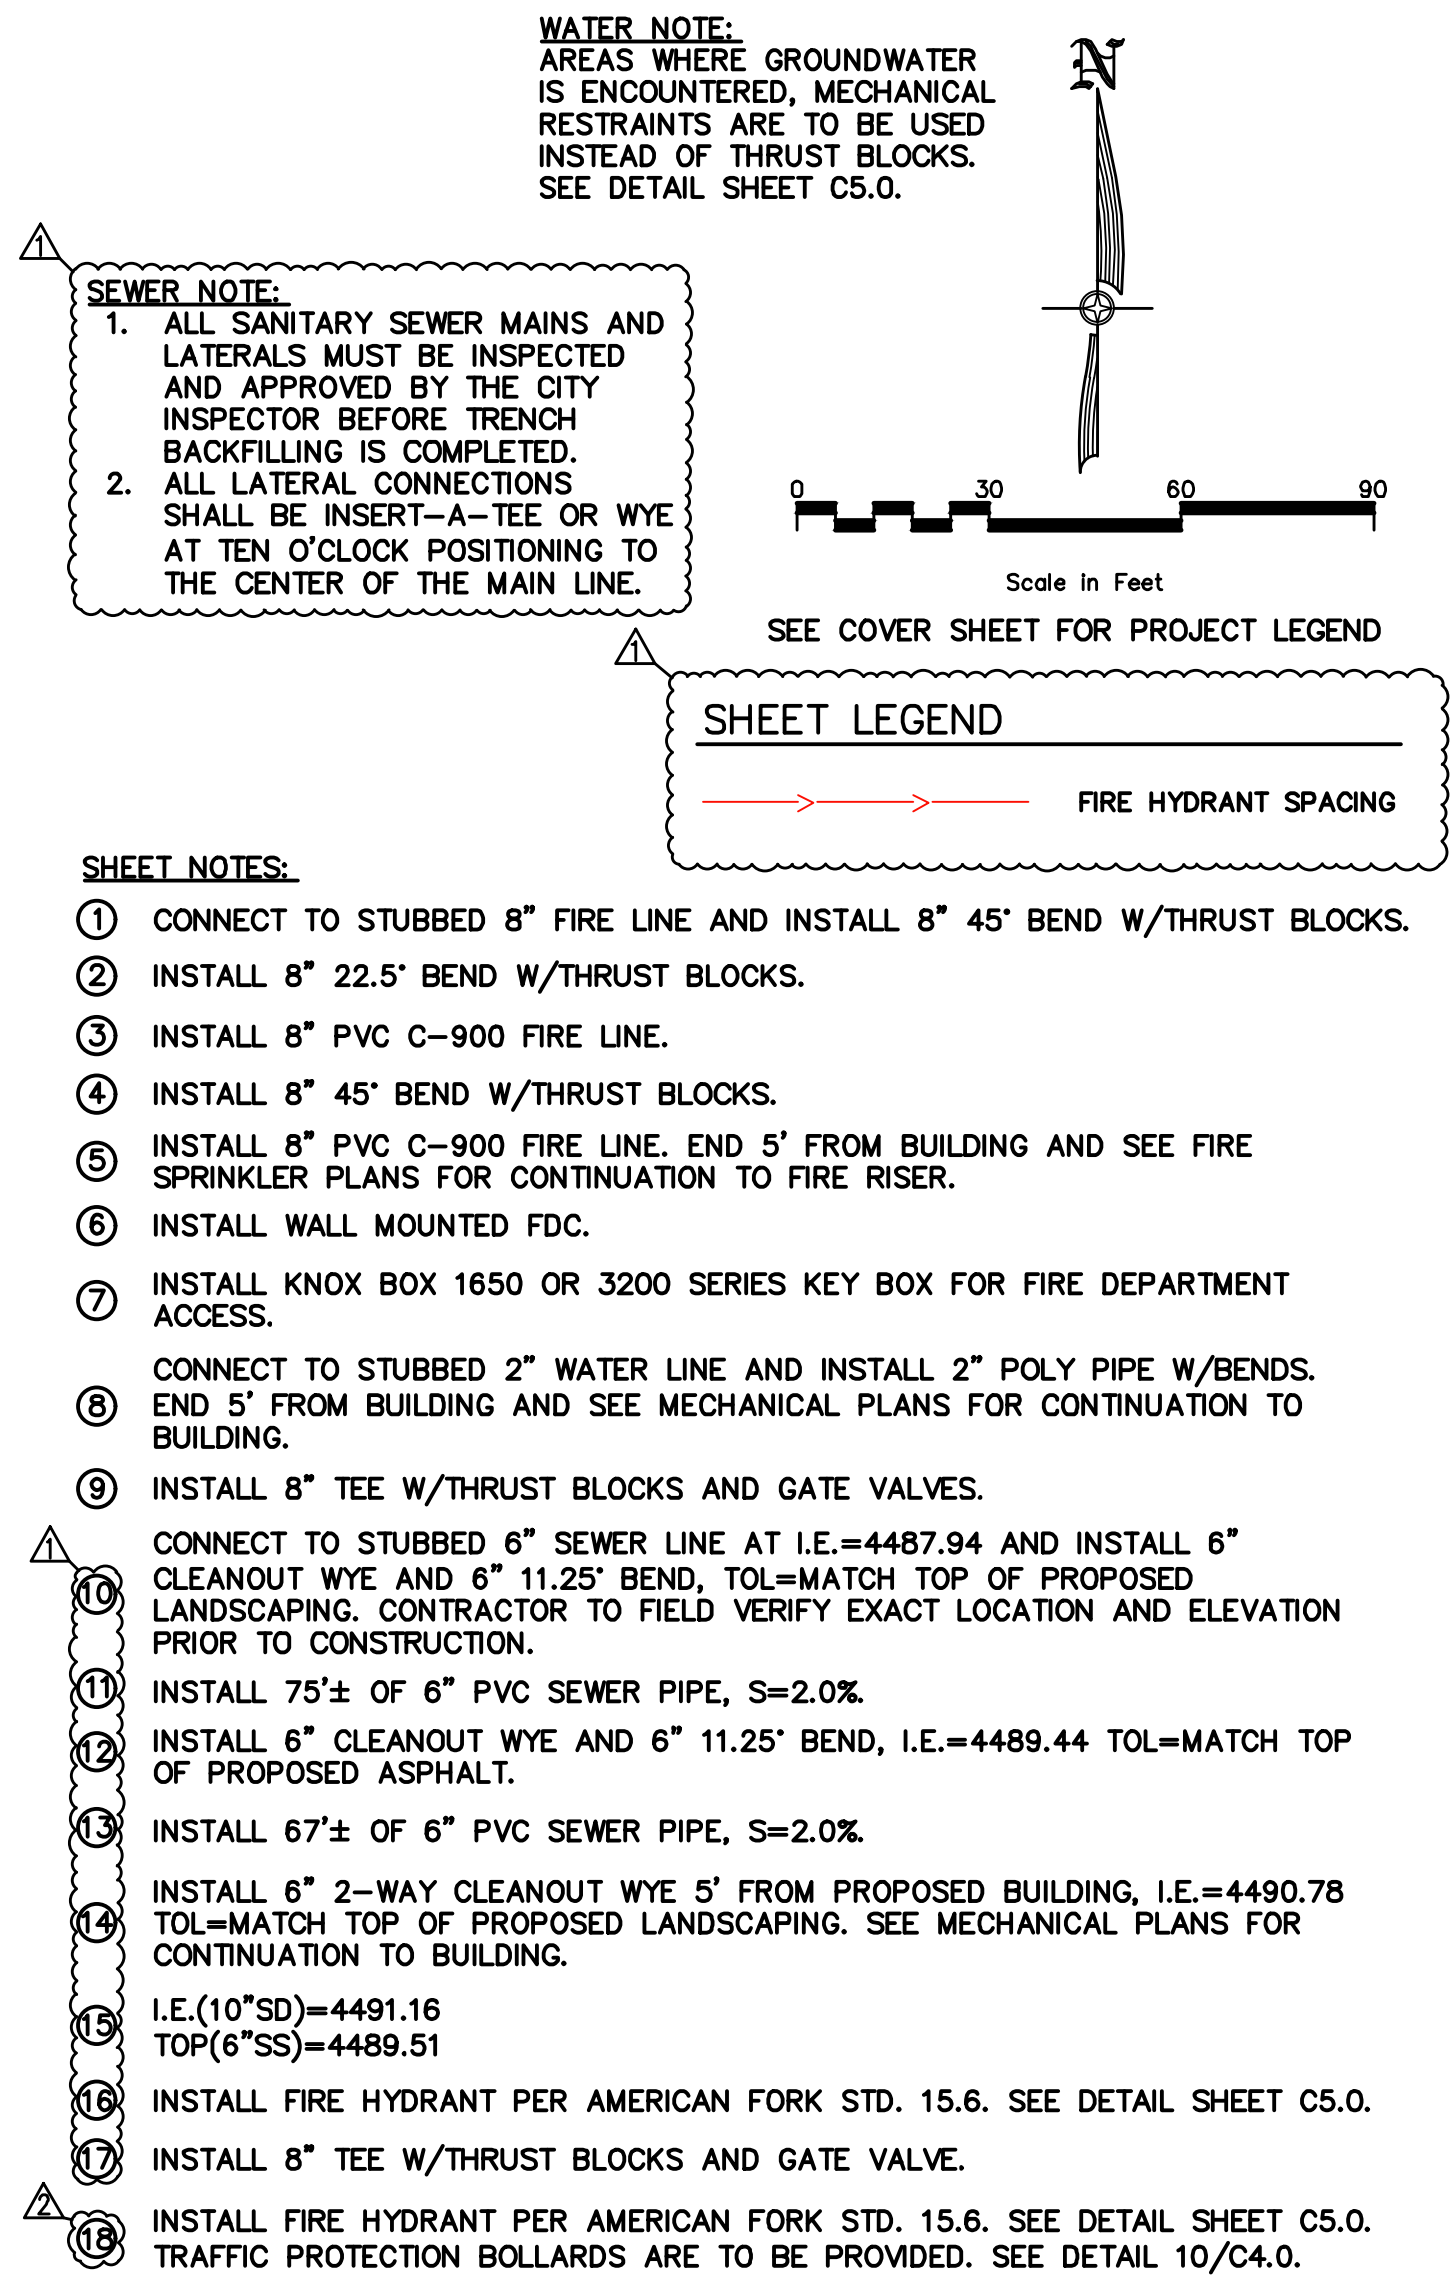 WATER NOTE:
AREAS WHERE GROUNDWATER
IS ENCOUNTERED, MECHANICAL
RESTRAINTS ARE TO BE USED
INSTEAD OF THRUST BLOCKS.
SEE DETAIL SHEET C5.0.
N
1
SEWER NOTE:
1. ALL SANITARY SEWER MAINS AND
LATERALS MUST BE INSPECTED
AND APPROVED BY THE CITY
INSPECTOR BEFORE TRENCH
BACKFILLING IS COMPLETED.
2. ALL LATERAL CONNECTIONS
SHALL BE INSERT-A-TEE OR WYE
AT TEN O'CLOCK POSITIONING TO
THE CENTER OF THE MAIN LINE.
0 30 60 90
Scale in Feet
SEE COVER SHEET FOR PROJECT LEGEND
1
SHEET LEGEND
FIRE HYDRANT SPACING
SHEET NOTES:
1 CONNECT TO STUBBED 8" FIRE LINE AND INSTALL 8" 45° BEND W/THRUST BLOCKS.
2 INSTALL 8" 22.5° BEND W/THRUST BLOCKS.
3 INSTALL 8" PVC C-900 FIRE LINE.
4 INSTALL 8" 45° BEND W/THRUST BLOCKS.
5 INSTALL 8" PVC C-900 FIRE LINE. END 5' FROM BUILDING AND SEE FIRE
SPRINKLER PLANS FOR CONTINUATION TO FIRE RISER.
6 INSTALL WALL MOUNTED FDC.
7 INSTALL KNOX BOX 1650 OR 3200 SERIES KEY BOX FOR FIRE DEPARTMENT
ACCESS.
CONNECT TO STUBBED 2" WATER LINE AND INSTALL 2" POLY PIPE W/BENDS.
8 END 5' FROM BUILDING AND SEE MECHANICAL PLANS FOR CONTINUATION TO
BUILDING.
9 INSTALL 8" TEE W/THRUST BLOCKS AND GATE VALVES.
1
CONNECT TO STUBBED 6" SEWER LINE AT I.E.=4487.94 AND INSTALL 6"
10 CLEANOUT WYE AND 6" 11.25° BEND, TOL=MATCH TOP OF PROPOSED
LANDSCAPING. CONTRACTOR TO FIELD VERIFY EXACT LOCATION AND ELEVATION
PRIOR TO CONSTRUCTION.
11 INSTALL 75'± OF 6" PVC SEWER PIPE, S=2.0%.
12 INSTALL 6" CLEANOUT WYE AND 6" 11.25° BEND, I.E.=4489.44 TOL=MATCH TOP
OF PROPOSED ASPHALT.
13 INSTALL 67'± OF 6" PVC SEWER PIPE, S=2.0%.
INSTALL 6" 2-WAY CLEANOUT WYE 5' FROM PROPOSED BUILDING, I.E.=4490.78
14 TOL=MATCH TOP OF PROPOSED LANDSCAPING. SEE MECHANICAL PLANS FOR
CONTINUATION TO BUILDING.
15 I.E.(10"SD)=4491.16
TOP(6"SS)=4489.51
16 INSTALL FIRE HYDRANT PER AMERICAN FORK STD. 15.6. SEE DETAIL SHEET C5.0.
17 INSTALL 8" TEE W/THRUST BLOCKS AND GATE VALVE.
2
18 INSTALL FIRE HYDRANT PER AMERICAN FORK STD. 15.6. SEE DETAIL SHEET C5.0.
TRAFFIC PROTECTION BOLLARDS ARE TO BE PROVIDED. SEE DETAIL 10/C4.0.